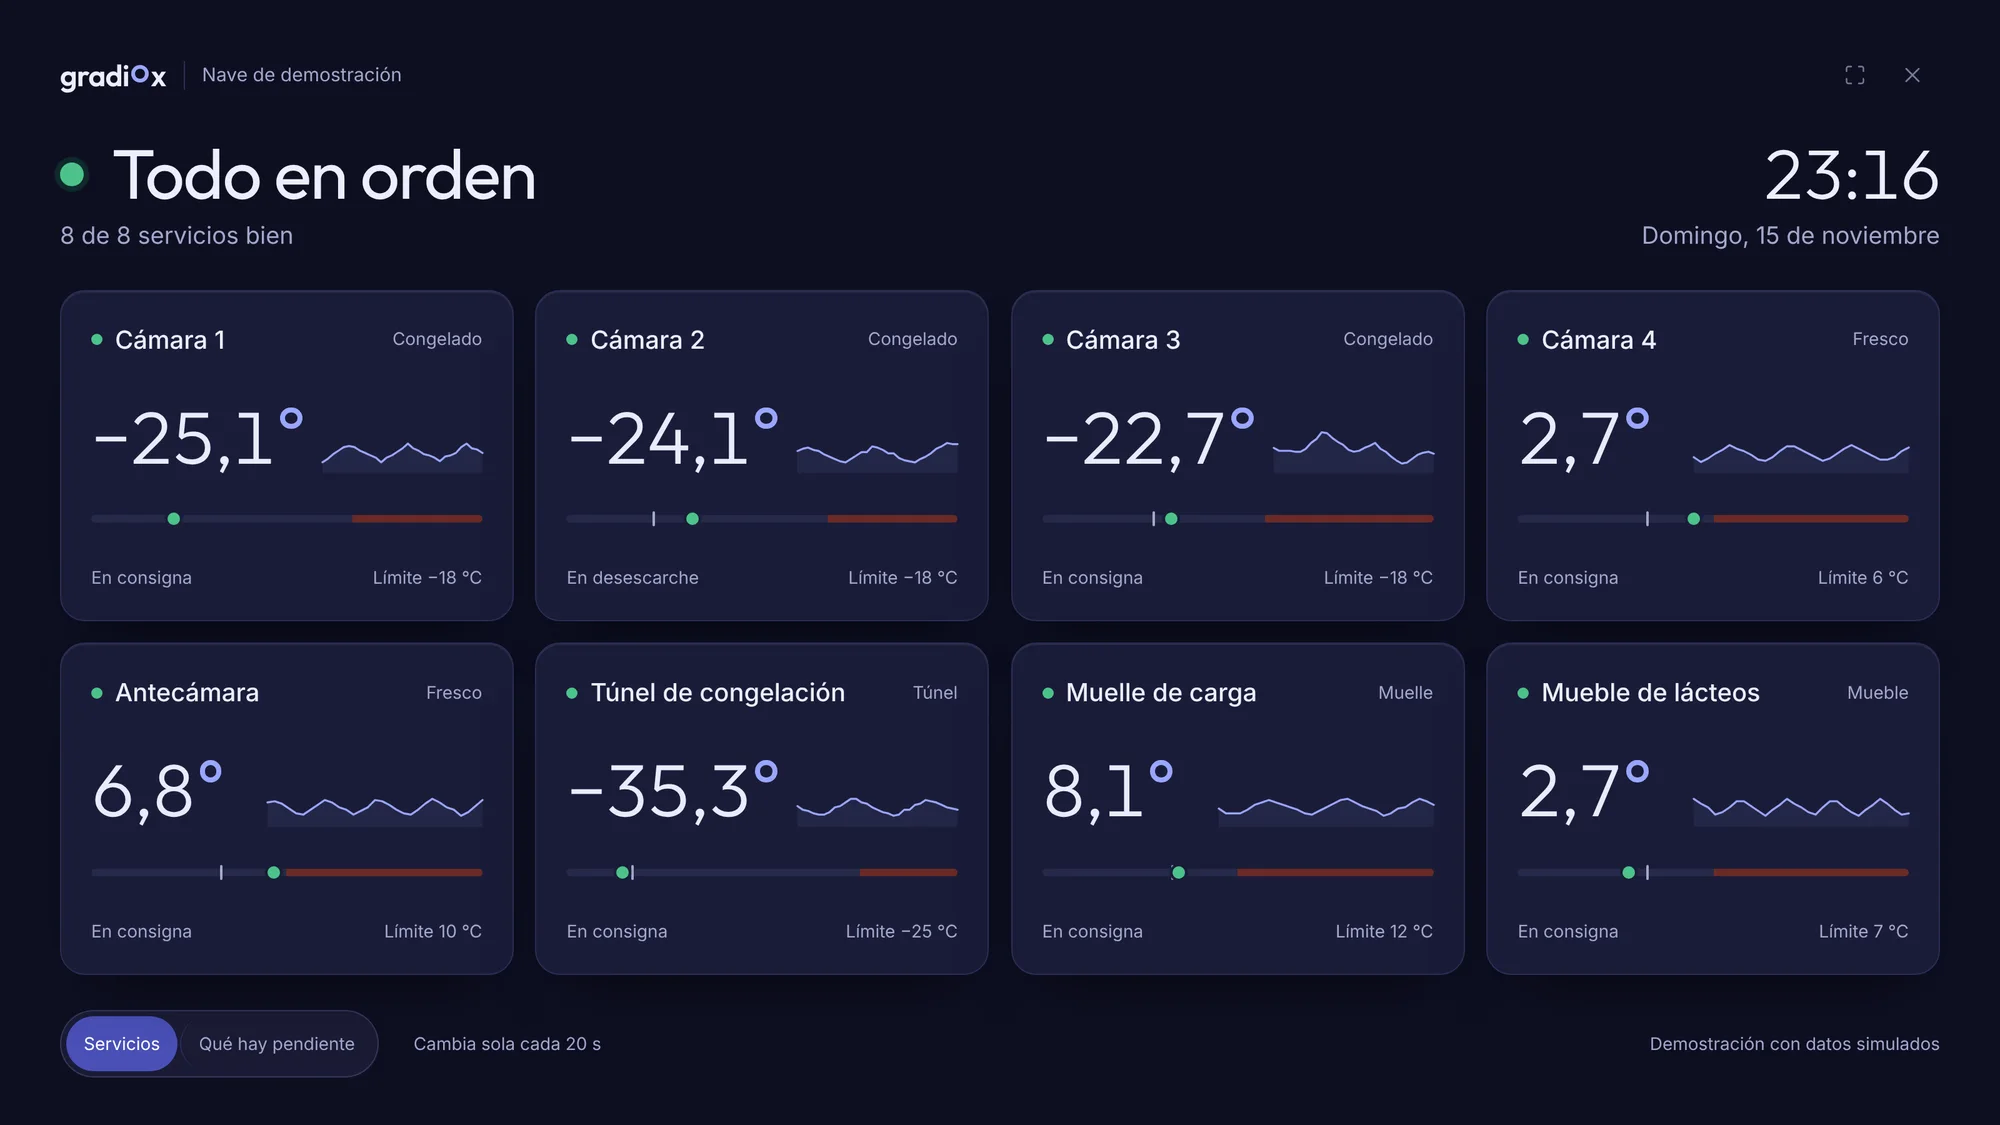 gradiOx
Nave de demostración
Todo en orden
23:16
8 de 8 servicios bien
Domingo, 15 de noviembre
Cámara 1
Congelado
−25,1°
En consigna
Límite −18 °C
Cámara 2
Congelado
−24,1°
En desescarche
Límite −18 °C
Cámara 3
Congelado
−22,7°
En consigna
Límite −18 °C
Cámara 4
Fresco
2,7°
En consigna
Límite 6 °C
Antecámara
Fresco
6,8°
En consigna
Límite 10 °C
Túnel de congelación
Túnel
−35,3°
En consigna
Límite −25 °C
Muelle de carga
Muelle
8,1°
En consigna
Límite 12 °C
Mueble de lácteos
Mueble
2,7°
En consigna
Límite 7 °C
Servicios
Qué hay pendiente
Cambia sola cada 20 s
Demostración con datos simulados